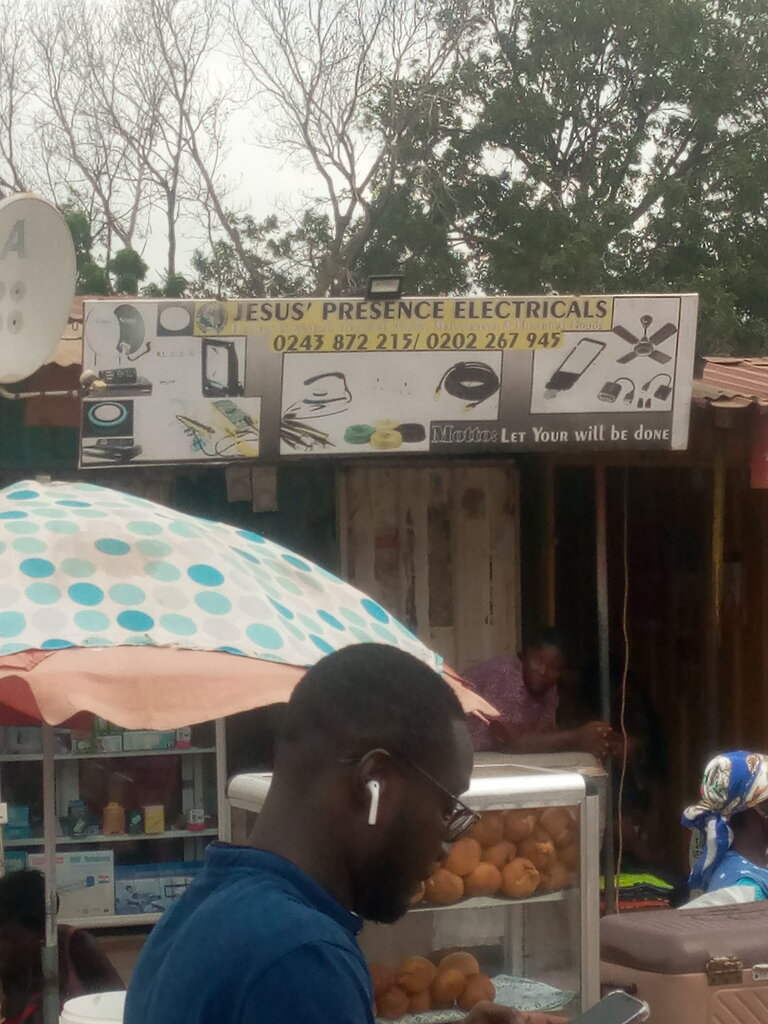 A
JESUS' PRESENCE ELECTRICALS
0243 872 215/ 0202 267 945
Motto: LET YOUR will be done